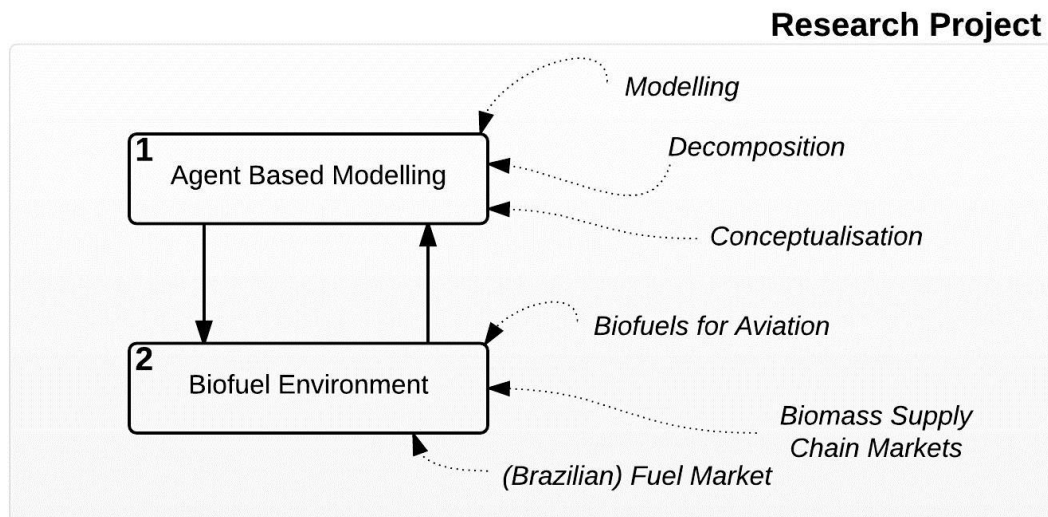 Research Project
Modelling
1
Agent Based Modelling
Decomposition
Conceptualisation
2
Biofuel Environment
Biofuels for Aviation
Biomass Supply
Chain Markets
(Brazilian) Fuel Market